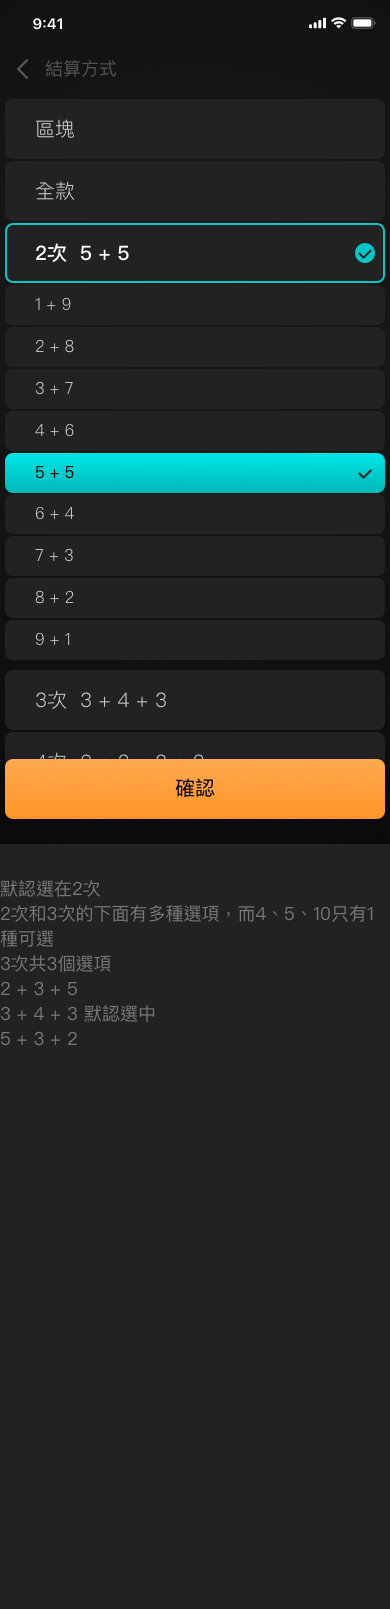 9:41
結算方式
區塊
全款
2次 5 + 5
1 + 9
2 + 8
3 + 7
4 + 6
5 + 5
6 + 4
7 + 3
8 + 2
9 + 1
3次 3 + 4 + 3
確認
默認選在2次
2次和3次的下面有多種選項，而4、5、10只有1
種可選
3次共3個選項
2 + 3 + 5
3 + 4 + 3 默認選中
5 + 3 + 2